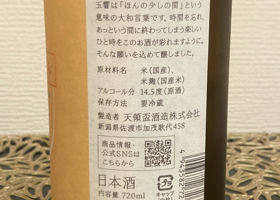 玉響は「ほんの少しの間」という
意味の大和言葉です。時間を忘れ、
あっという間に終わってしまう楽しい
ひと時をこのお酒が彩れますように。
そんな願いを込めて醸しました。
原材料名 米(国産)、
米麹(国産米)
アルコール分 14.5度(原酒)
保存方法 要冷蔵
製造者 天領盃酒造株式会社
新潟県佐渡市加茂歌代458
商品情報・
公式SNSは
こちらから
日本酒
内容量 720ml